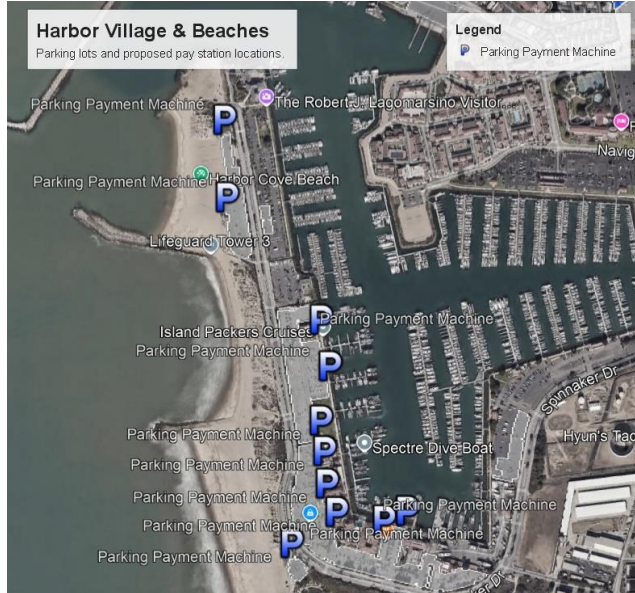 Harbor Village & Beaches
Parking lots and proposed pay station locations.
Legend
P Parking Payment Machine
Parking Payment Machine
P
The Robert J. Lagomarsino Visitor...
Navig
Parking Payment Machine
Harbor Cove Beach
P
Lifeguard Tower 3
P
Parking Payment Machine
Island Packers Cruises
Parking Payment Machine
P
Spinnaker Dr
P
Parking Payment Machine
Spectre Dive Boat
Hyun's Tac
P
Parking Payment Machine
P
Parking Payment Machine
P
P
P
Parking Payment Machine
Parking Payment Machine
Parking Payment Machine
P
Parking Payment Machine
Dr